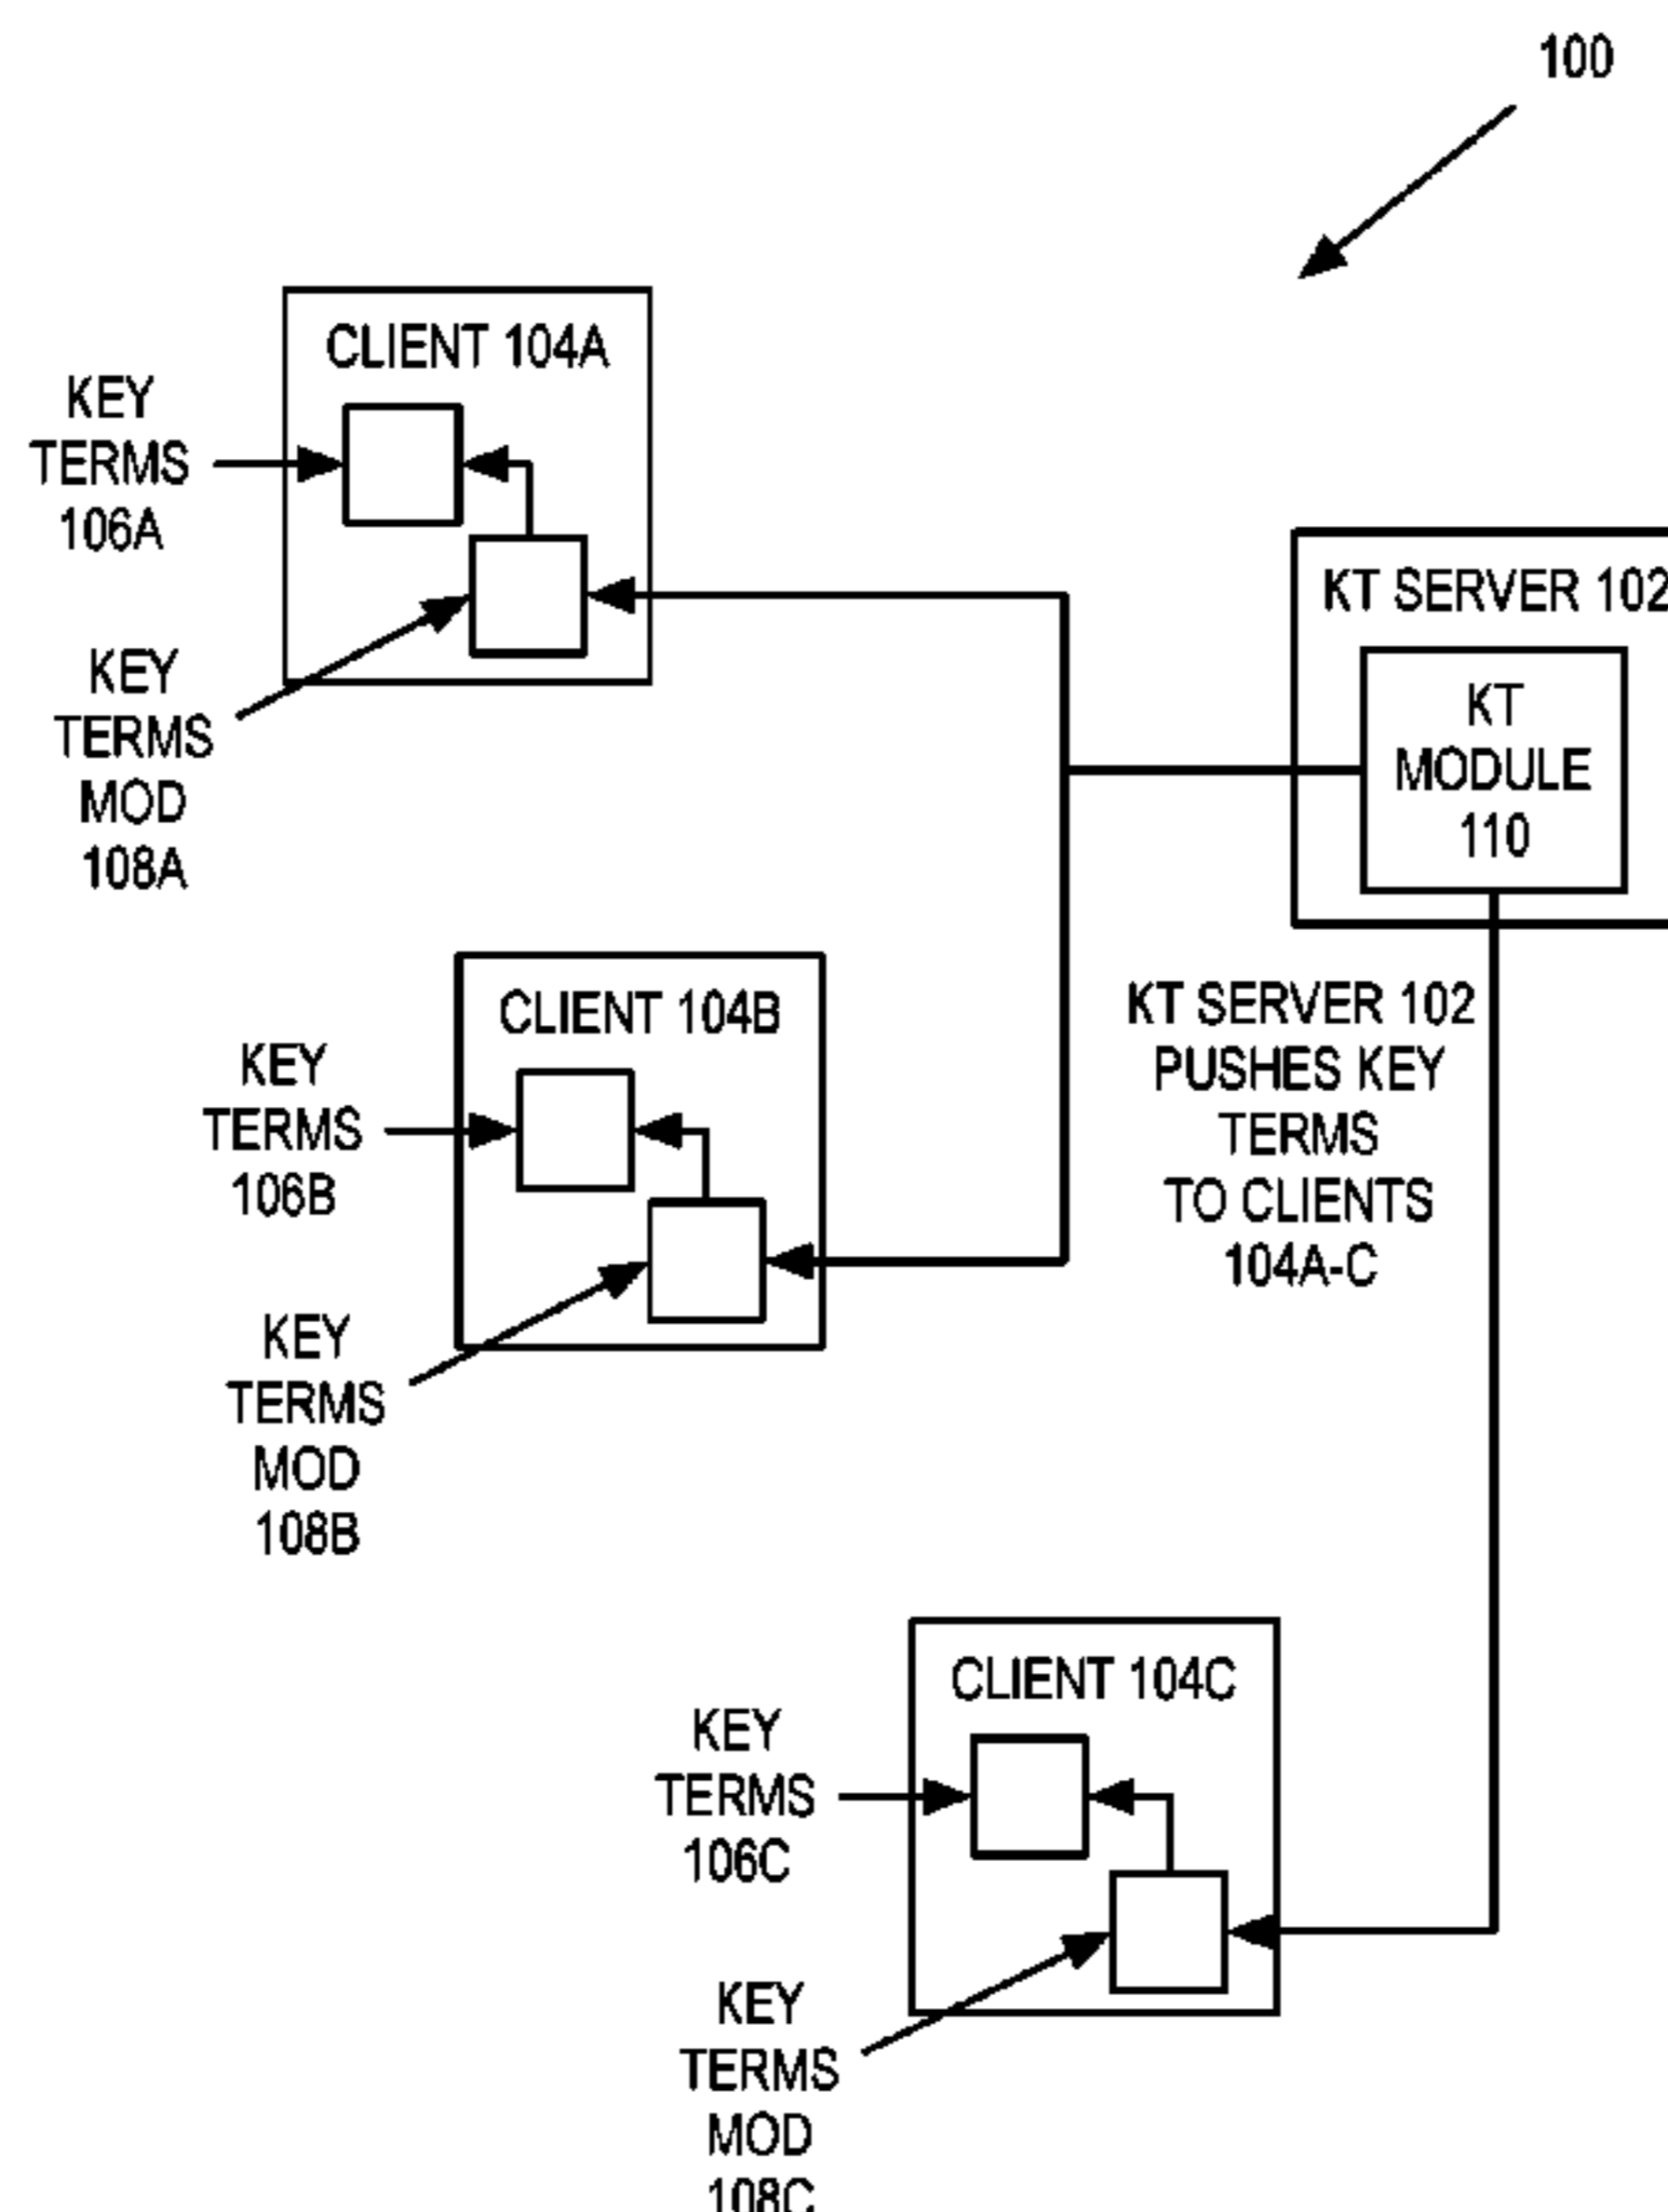 100
CLIENT 104A
KEY
TERMS
106A
KEY
TERMS
MOD
108A
KT SERVER 102
KT
MODULE
110
KT SERVER 102
PUSHES KEY
TERMS
TO CLIENTS
104A-C
CLIENT 104B
KEY
TERMS
106B
KEY
TERMS
MOD
108B
CLIENT 104C
KEY
TERMS
106C
KEY
TERMS
MOD
108C